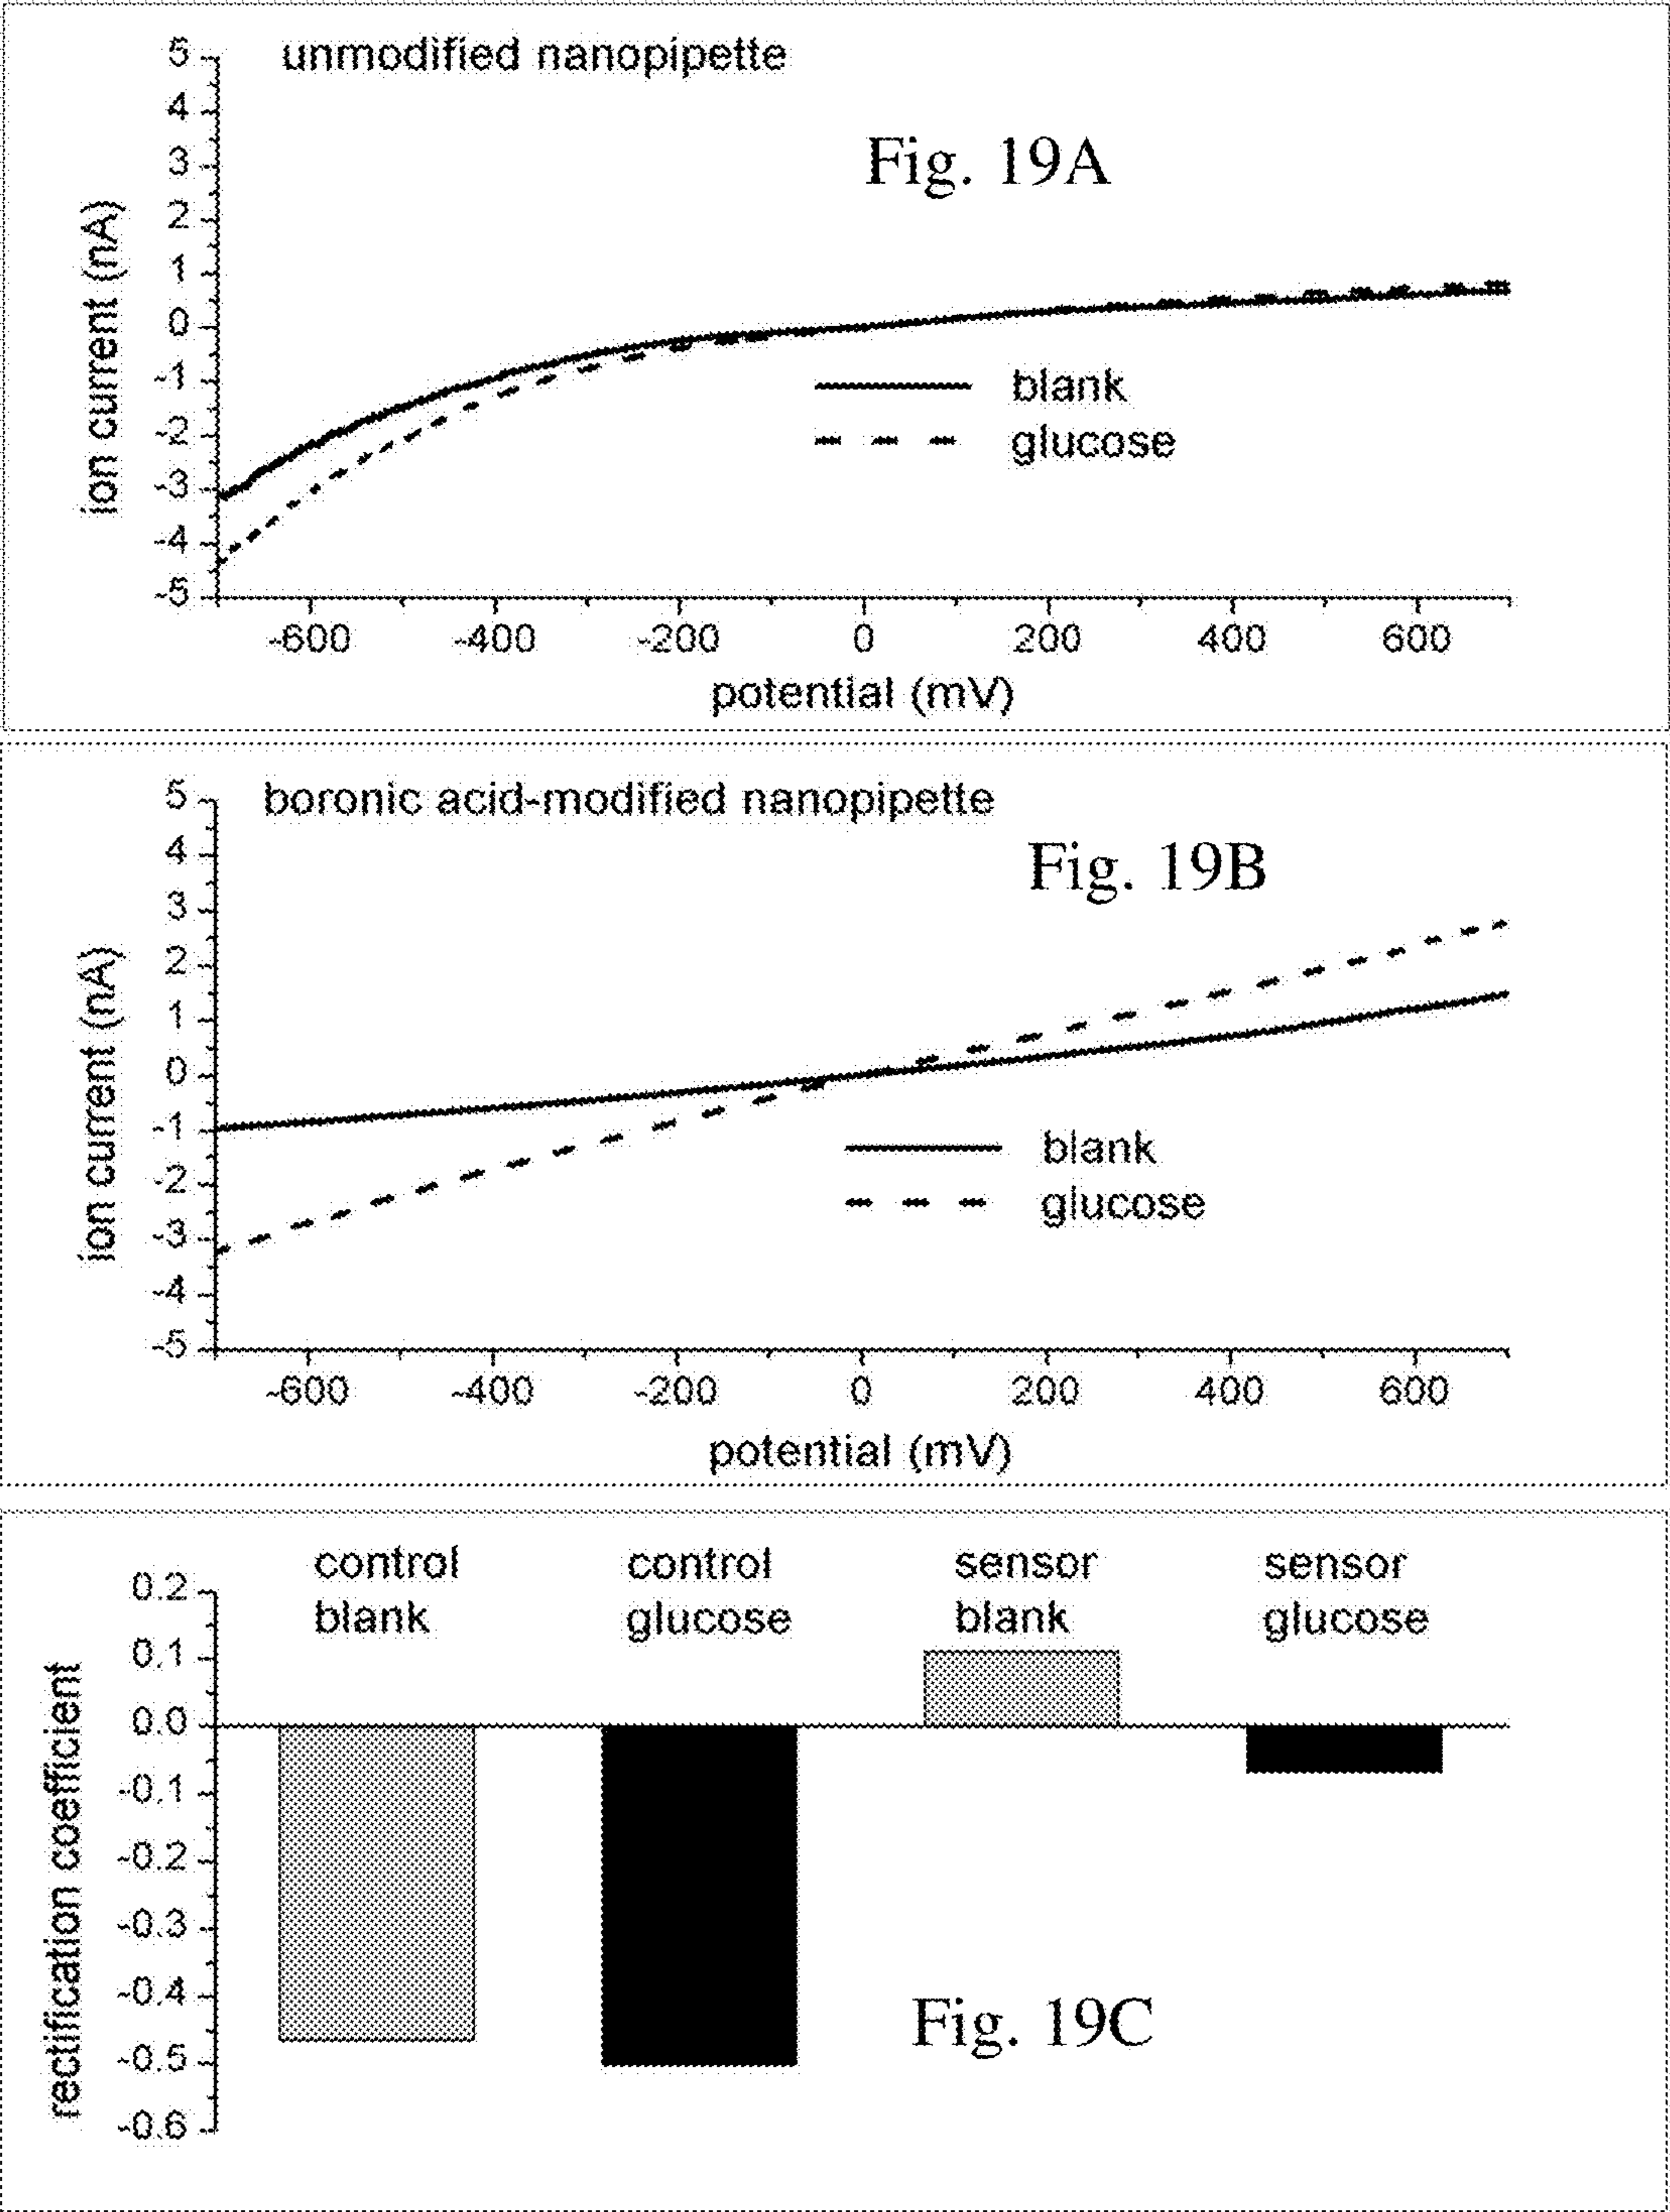 unmodified nanopipette
Fig. 19A
5
4
3
2
1
0
-1
-2
-3
-4
-5
ion current (nA)
blank
glucose
-600 -400 -200 0 200 400 600
potential (mV)
boronic acid-modified nanopipette
Fig. 19B
5
4
3
2
1
0
-1
-2
-3
-4
-5
ion current (nA)
blank
glucose
-600 -400 -200 0 200 400 600
potential (mV)
control control sensor sensor
blank glucose blank glucose
0.2
0.1
0.0
-0.1
-0.2
-0.3
-0.4
-0.5
-0.6
rectification coefficient
Fig. 19C